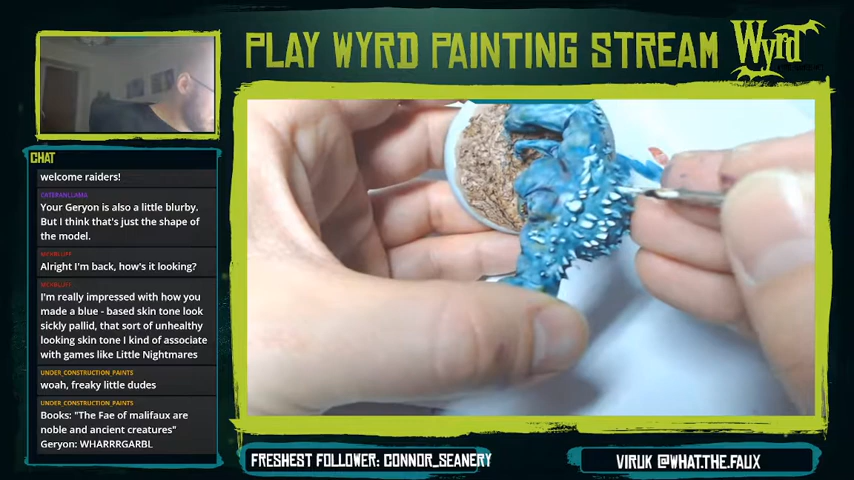 PLAY WYRD PAINTING STREAM
Wyrd
CHAT
welcome raiders!
CATERANLLAMA
Your Geryon is also a little blurby.
But I think that's just the shape of
the model.
Alright I'm back, how's it looking?
I'm really impressed with how you
made a blue - based skin tone look
sickly pallid, that sort of unhealthy
looking skin tone I kind of associate
with games like Little Nightmares
UNDER_CONSTRUCTION_PAINTS
woah, freaky little dudes
UNDER_CONSTRUCTION_PAINTS
Books: "The Fae of malifaux are
noble and ancient creatures"
Geryon: WHARRRGARBL
FRESHEST FOLLOWER: CONNOR_SEANERY
VIRUK @WHAT.THE.FAUX